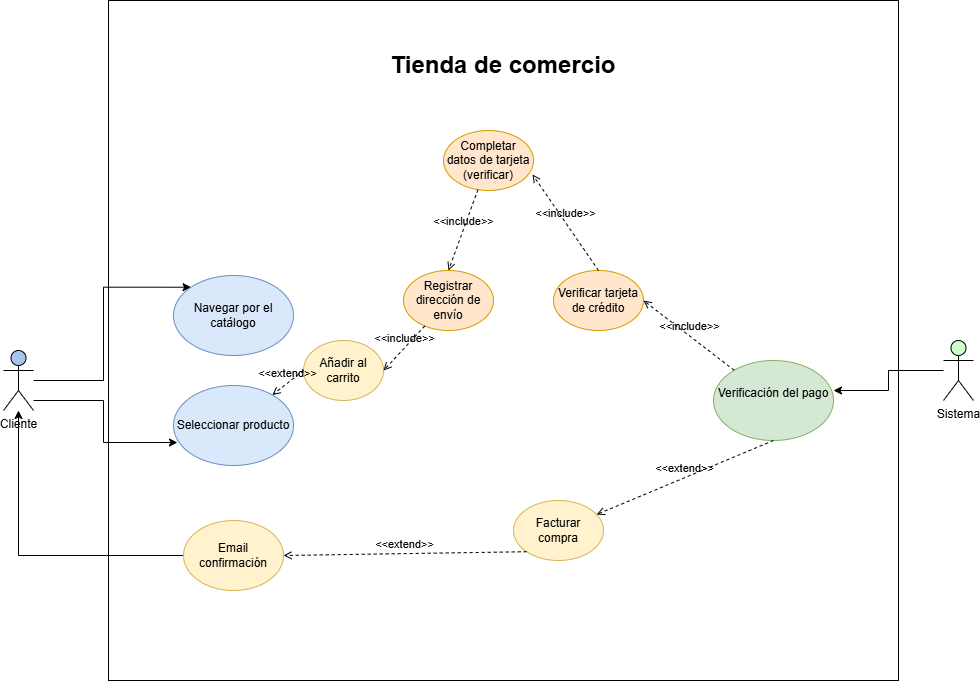 Tienda de comercio
Completar
datos de tarjeta
(verificar)
<<include>>
<<include>>
Registrar
dirección de
envío
Verificar tarjeta
de crédito
Navegar por el
catálogo
<<include>>
<<include>>
Añadir al
carrito
<<extend>>
Seleccionar producto
Verificación del pago
Cliente
Sistema
<<extend>>
Facturar
compra
<<extend>>
Email
confirmación